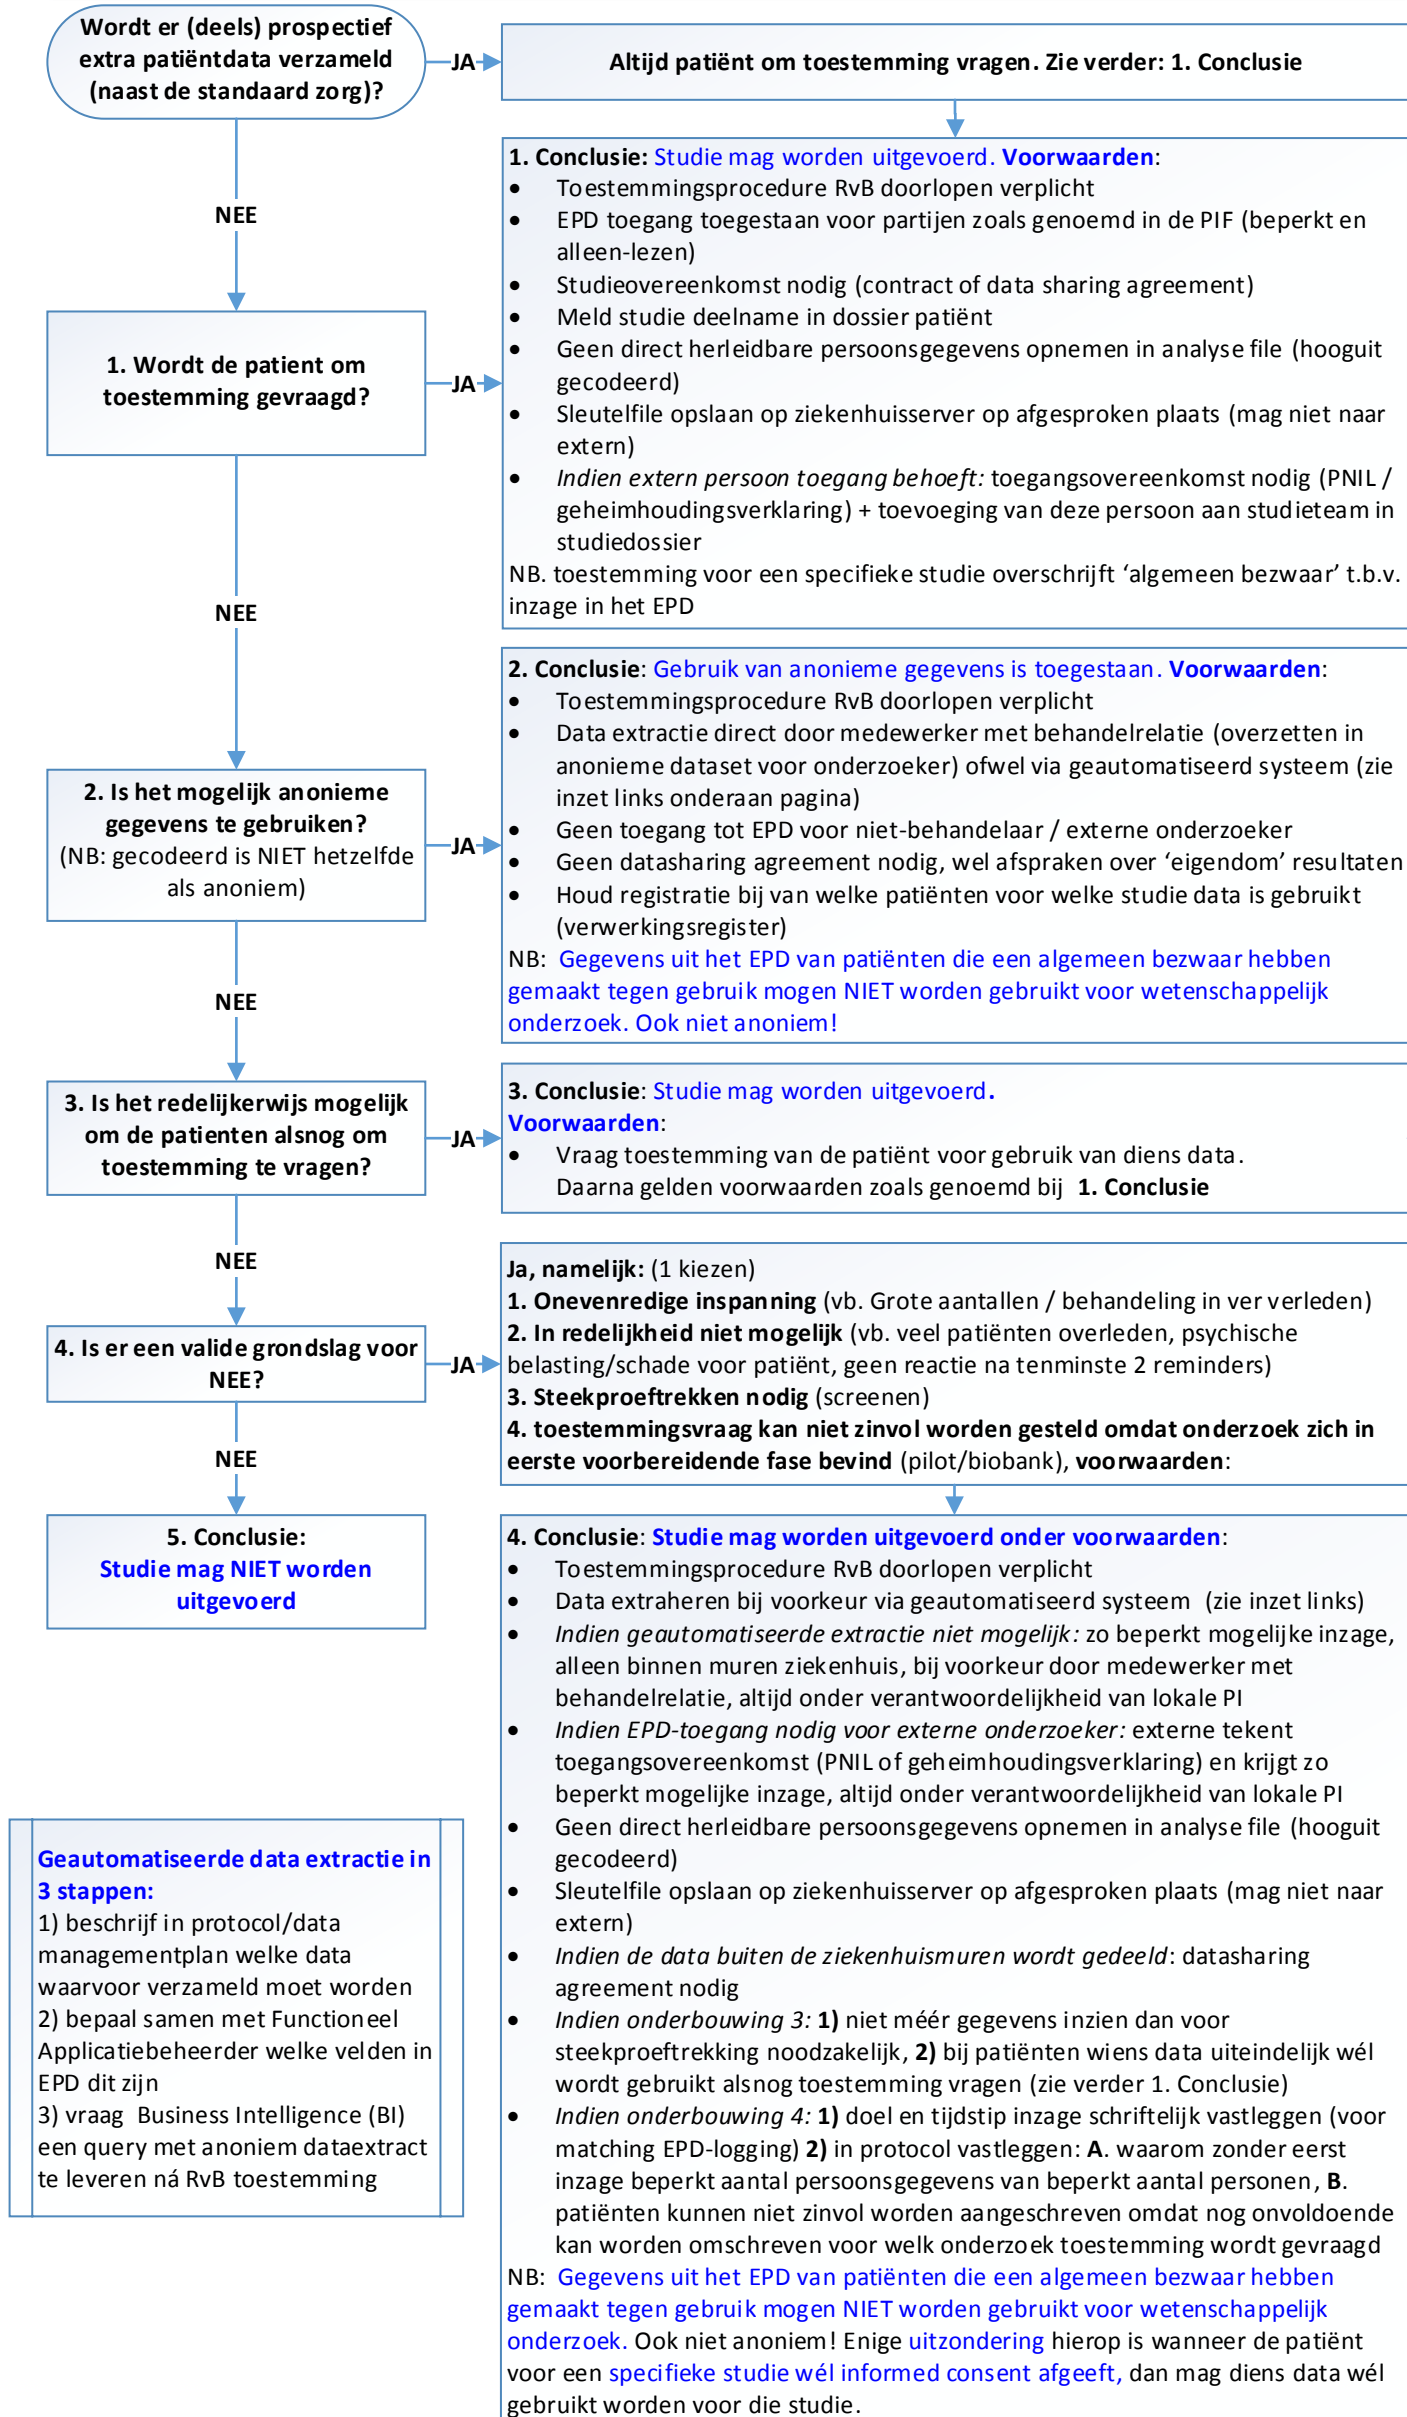 Wordt er (deels) prospectief
extra patiëntdata verzameld
(naast de standaard zorg)?
JA
Altijd patiënt om toestemming vragen. Zie verder: 1. Conclusie
NEE
1. Wordt de patient om
toestemming gevraagd?
JA
1. Conclusie: Studie mag worden uitgevoerd. Voorwaarden:
• Toestemmingsprocedure RvB doorlopen verplicht
• EPD toegang toegestaan voor partijen zoals genoemd in de PIF (beperkt en
alleen-lezen)
• Studieovereenkomst nodig (contract of data sharing agreement)
• Meld studie deelname in dossier patiënt
• Geen direct herleidbare persoonsgegevens opnemen in analyse file (hooguit
gecodeerd)
• Sleutelfile opslaan op ziekenhuisserver op afgesproken plaats (mag niet naar
extern)
• Indien extern persoon toegang behoeft: toegangsovereenkomst nodig (PNIL /
geheimhoudingsverklaring) + toevoeging van deze persoon aan studieteam in
studiedossier
NB. toestemming voor een specifieke studie overschrijft ‘algemeen bezwaar’ t.b.v.
inzage in het EPD
NEE
2. Is het mogelijk anonieme
gegevens te gebruiken?
(NB: gecodeerd is NIET hetzelfde
als anoniem)
JA
2. Conclusie: Gebruik van anonieme gegevens is toegestaan. Voorwaarden:
• Toestemmingsprocedure RvB doorlopen verplicht
• Data extractie direct door medewerker met behandelrelatie (overzetten in
anonieme dataset voor onderzoeker) ofwel via geautomatiseerd systeem (zie
inzet links onderaan pagina)
• Geen toegang tot EPD voor niet-behandelaar / externe onderzoeker
• Geen datasharing agreement nodig, wel afspraken over ‘eigendom’ resultaten
• Houd registratie bij van welke patiënten voor welke studie data is gebruikt
(verwerkingsregister)
NB: Gegevens uit het EPD van patiënten die een algemeen bezwaar hebben
gemaakt tegen gebruik mogen NIET worden gebruikt voor wetenschappelijk
onderzoek. Ook niet anoniem!
NEE
3. Is het redelijkerwijs mogelijk
om de patienten alsnog om
toestemming te vragen?
JA
3. Conclusie: Studie mag worden uitgevoerd.
Voorwaarden:
• Vraag toestemming van de patiënt voor gebruik van diens data.
Daarna gelden voorwaarden zoals genoemd bij 1. Conclusie
NEE
4. Is er een valide grondslag voor
NEE?
JA
Ja, namelijk: (1 kiezen)
1. Onevenredige inspanning (vb. Grote aantallen / behandeling in ver verleden)
2. In redelijkheid niet mogelijk (vb. veel patiënten overleden, psychische
belasting/schade voor patiënt, geen reactie na tenminste 2 reminders)
3. Steekproeftrekken nodig (screenen)
4. toestemmingsvraag kan niet zinvol worden gesteld omdat onderzoek zich in
eerste voorbereidende fase bevind (pilot/biobank), voorwaarden:
NEE
5. Conclusie:
Studie mag NIET worden
uitgevoerd
4. Conclusie: Studie mag worden uitgevoerd onder voorwaarden:
• Toestemmingsprocedure RvB doorlopen verplicht
• Data extraheren bij voorkeur via geautomatiseerd systeem (zie inzet links)
• Indien geautomatiseerde extractie niet mogelijk: zo beperkt mogelijke inzage,
alleen binnen muren ziekenhuis, bij voorkeur door medewerker met
behandelrelatie, altijd onder verantwoordelijkheid van lokale PI
• Indien EPD-toegang nodig voor externe onderzoeker: externe tekent
toegangsovereenkomst (PNIL of geheimhoudingsverklaring) en krijgt zo
beperkt mogelijke inzage, altijd onder verantwoordelijkheid van lokale PI
• Geen direct herleidbare persoonsgegevens opnemen in analyse file (hooguit
gecodeerd)
• Sleutelfile opslaan op ziekenhuisserver op afgesproken plaats (mag niet naar
extern)
• Indien de data buiten de ziekenhuismuren wordt gedeeld: datasharing
agreement nodig
• Indien onderbouwing 3: 1) niet méér gegevens inzien dan voor
steekproeftrekking noodzakelijk, 2) bij patiënten wiens data uiteindelijk wél
wordt gebruikt alsnog toestemming vragen (zie verder 1. Conclusie)
• Indien onderbouwing 4: 1) doel en tijdstip inzage schriftelijk vastleggen (voor
matching EPD-logging) 2) in protocol vastleggen: A. waarom zonder eerst
inzage beperkt aantal persoonsgegevens van beperkt aantal personen, B.
patiënten kunnen niet zinvol worden aangeschreven omdat nog onvoldoende
kan worden omschreven voor welk onderzoek toestemming wordt gevraagd
NB: Gegevens uit het EPD van patiënten die een algemeen bezwaar hebben
gemaakt tegen gebruik mogen NIET worden gebruikt voor wetenschappelijk
onderzoek. Ook niet anoniem! Enige uitzondering hierop is wanneer de patiënt
voor een specifieke studie wél informed consent afgeeft, dan mag diens data wél
gebruikt worden voor die studie.
Geautomatiseerde data extractie in
3 stappen:
1) beschrijf in protocol/data
managementplan welke data
waarvoor verzameld moet worden
2) bepaal samen met Functioneel
Applicatiebeheerder welke velden in
EPD dit zijn
3) vraag Business Intelligence (BI)
een query met anoniem dataextract
te leveren ná RvB toestemming